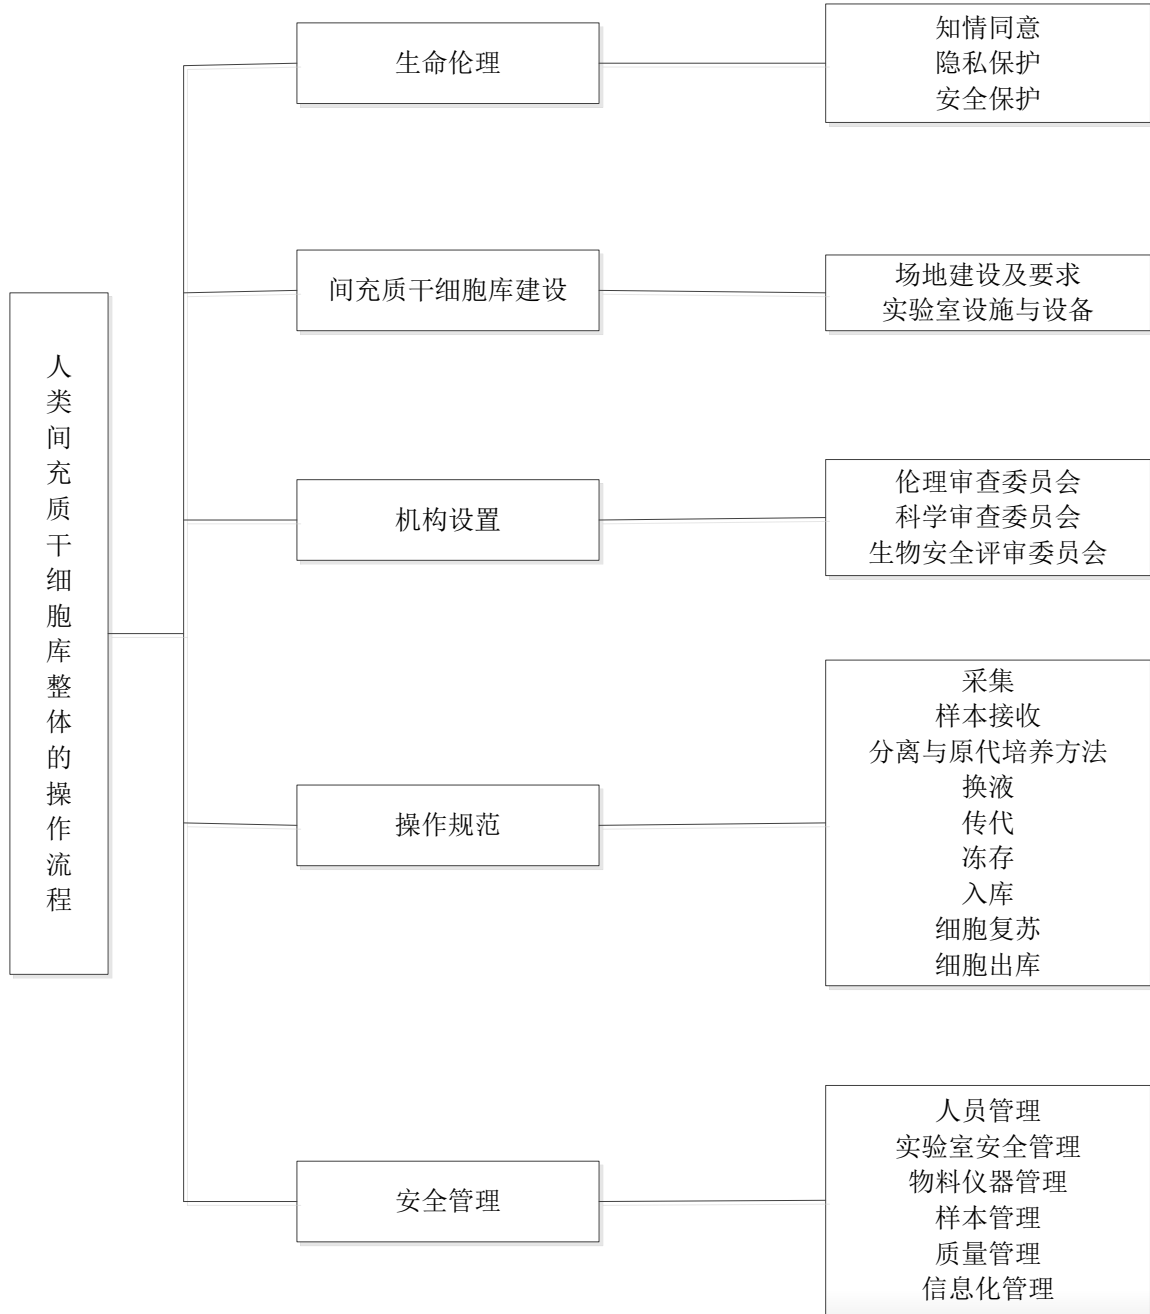 人类间充质干细胞库整体的操作流程
生命伦理
知情同意
隐私保护
安全保护
间充质干细胞库建设
场地建设及要求
实验室设施与设备
机构设置
伦理审查委员会
科学审查委员会
生物安全评审委员会
操作规范
采集
样本接收
分离与原代培养方法
换液
传代
冻存
入库
细胞复苏
细胞出库
安全管理
人员管理
实验室安全管理
物料仪器管理
样本管理
质量管理
信息化管理